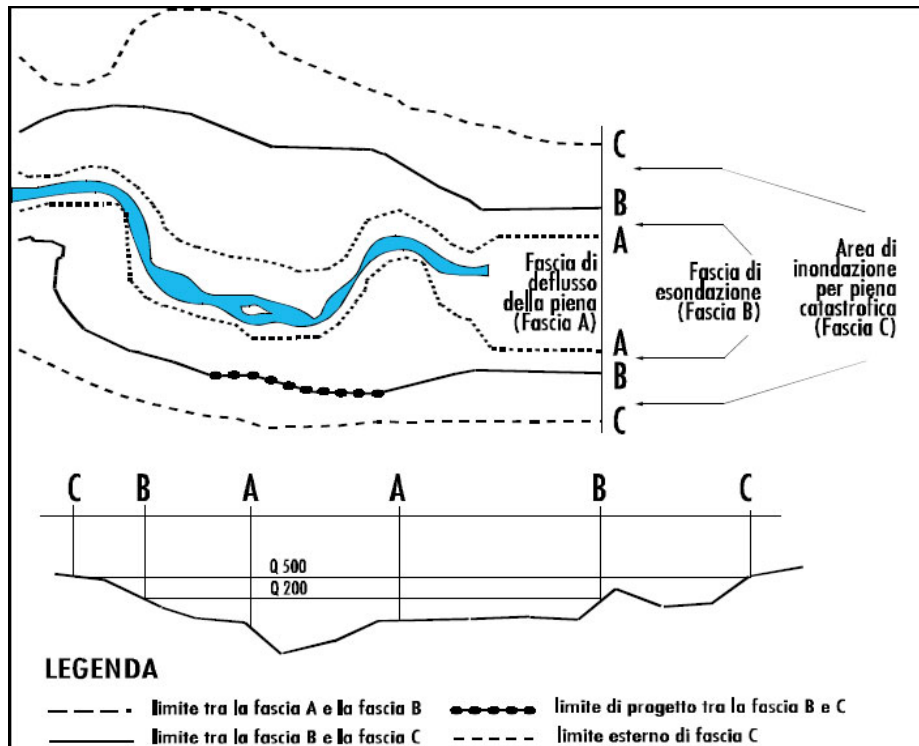 C
B
A
Fascia di
deflusso
della piena
(Fascia A)
Fascia di
esondazione
(Fascia B)
Area di
inondazione
per piena
catastrofica
(Fascia C)
A
B
C
C B A A B C
Q 500
Q 200
LEGENDA
limite tra la fascia A e la fascia B
limite di progetto tra la fascia B e C
limite tra la fascia B e la fascia C
limite esterno di fascia C